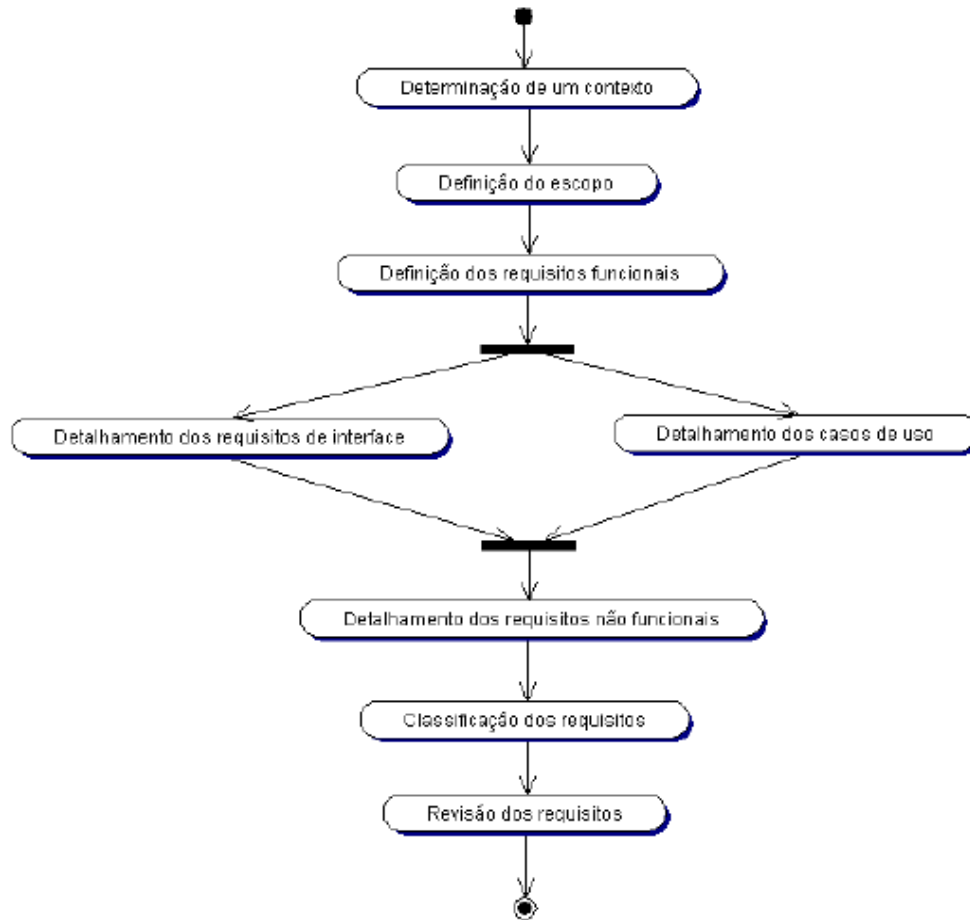 Determinação de um contexto
Definição do escopo
Definição dos requisitos funcionais
Detalhamento dos requisitos de interface
Detalhamento dos casos de uso
Detalhamento dos requisitos não funcionais
Classificação dos requisitos
Revisão dos requisitos